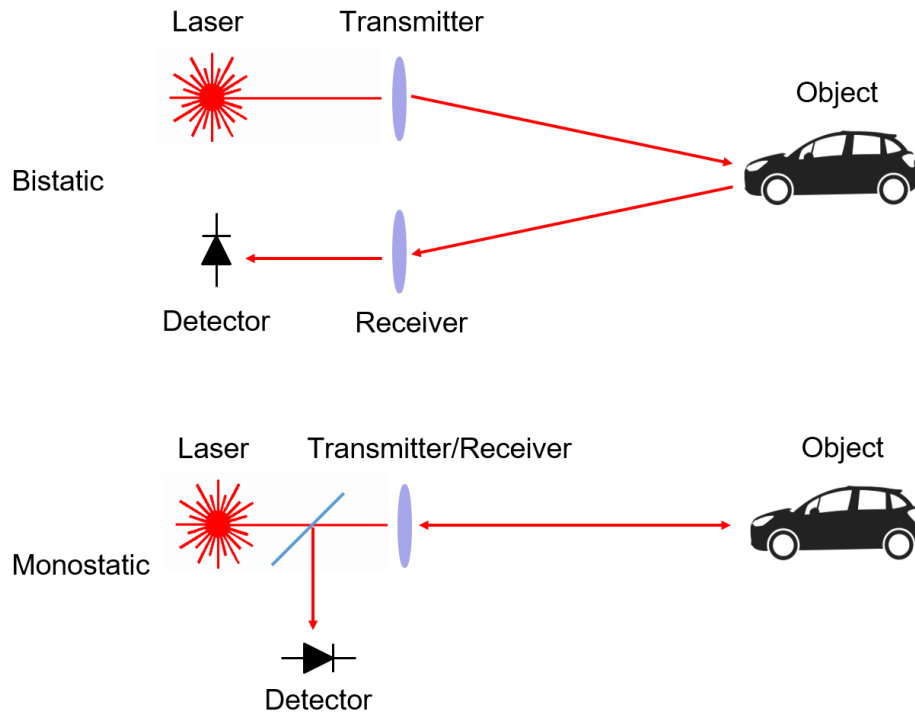 Laser
Transmitter
Object
Bistatic
Detector
Receiver
Laser
Transmitter/Receiver
Object
Monostatic
Detector